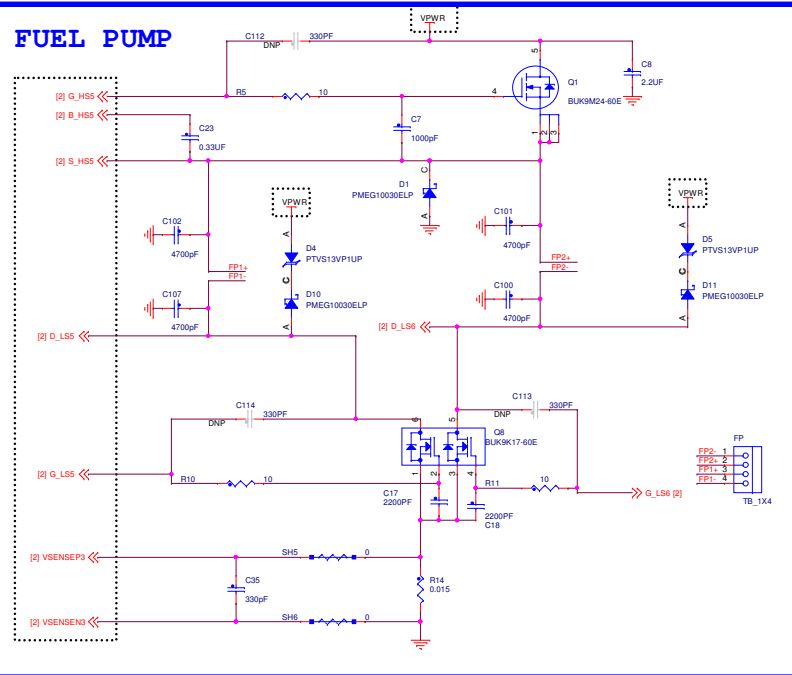 FUEL PUMP
VPWR
C112
330PF
DNP
5
C8
2.2UF
Q1
BUK9M24-60E
[2] G_HS5
R5
10
4
[2] B_HS5
C7
1000pF
C23
0.33UF
1
2
3
[2] S_HS5
C
D1
PMEG10030ELP
A
VPWR
VPWR
C102
4700pF
C101
4700pF
A
D4
PTVS13VP1UP
A
D5
PTVS13VP1UP
FP1+
FP1-
FP2+
FP2-
C
C
C107
4700pF
D10
PMEG10030ELP
A
C100
4700pF
D11
PMEG10030ELP
A
[2] D_LS5
[2] D_LS6
C114
330PF
DNP
C113
330PF
DNP
6
5
Q8
BUK9K17-60E
FP
FP2- 1
FP2+ 2
FP1+ 3
FP1- 4
TB_1X4
[2] G_LS5
R10
10
1
2
3
4
R11
10
G_LS6 [2]
C17
2200PF
2200PF
C18
[2] VSENSEP3
SH5
0
C35
330pF
R14
0.015
[2] VSENSEN3
SH6
0